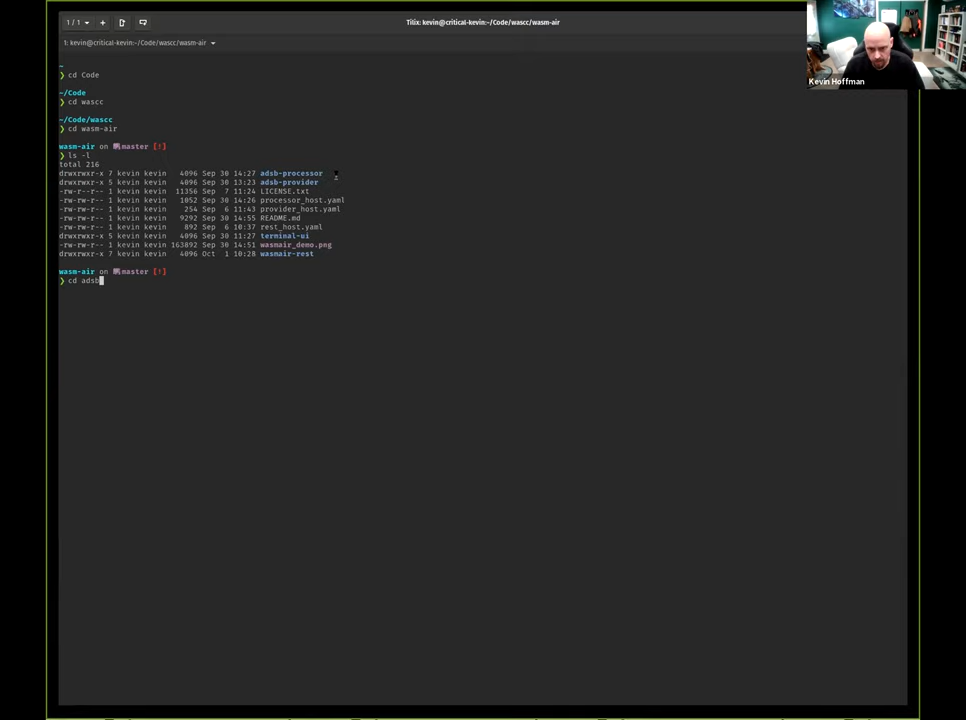 1 / 1
Tilix: kevin@critical-kevin:~/Code/wascc/wasm-air
Kevin Hoffman
1: kevin@critical-kevin:~/Code/wascc/wasm-air
~
❯ cd Code
~/Code
❯ cd wascc
~/Code/wascc
❯ cd wasm-air
wasm-air on master [!]
❯ ls -l
total 216
drwxrwxr-x 7 kevin kevin   4096 Sep 30 14:27 adsb-processor
drwxrwxr-x 5 kevin kevin   4096 Sep 30 13:23 adsb-provider
-rw-r--r-- 1 kevin kevin  11356 Sep  7 11:24 LICENSE.txt
-rw-rw-r-- 1 kevin kevin   1052 Sep 30 14:26 processor_host.yaml
-rw-rw-r-- 1 kevin kevin    254 Sep  6 11:43 provider_host.yaml
-rw-rw-r-- 1 kevin kevin   9292 Sep 30 14:55 README.md
-rw-rw-r-- 1 kevin kevin    892 Sep  6 10:37 rest_host.yaml
drwxrwxr-x 5 kevin kevin   4096 Sep 30 11:27 terminal-ui
-rw-rw-r-- 1 kevin kevin 163892 Sep 30 14:51 wasmair_demo.png
drwxrwxr-x 7 kevin kevin   4096 Oct  1 10:28 wasmair-rest
wasm-air on master [!]
❯ cd adsb